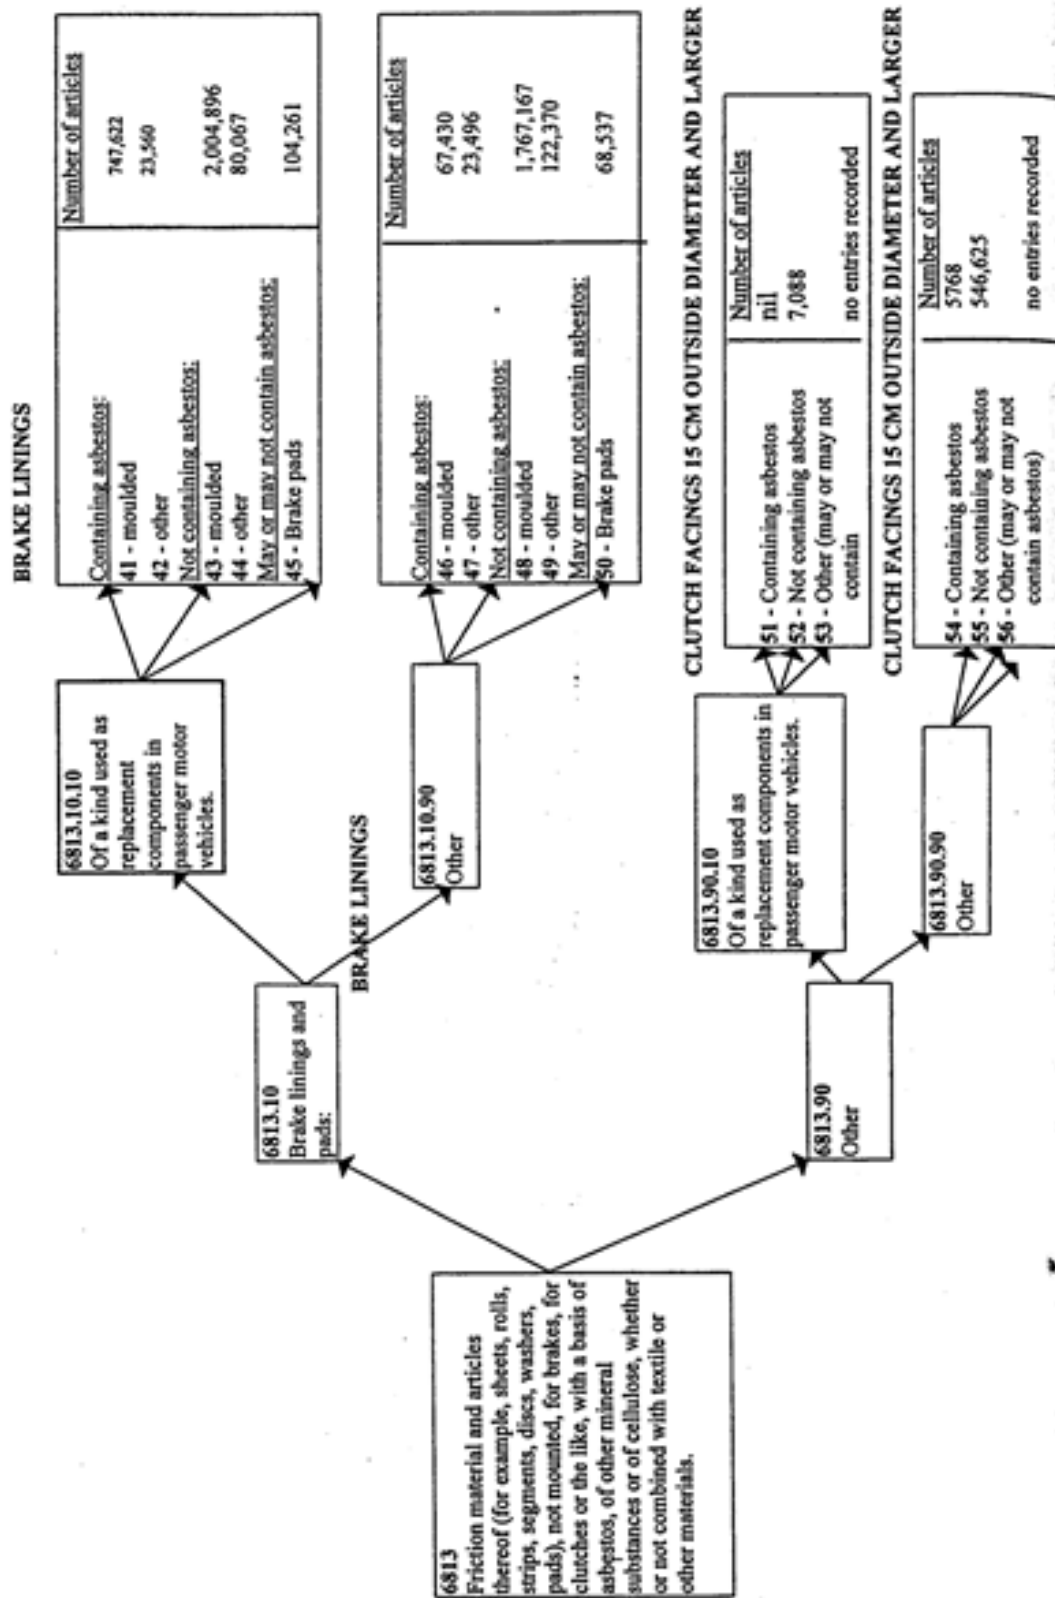 6813
Friction material and articles
thereof (for example, sheets, rolls,
strips, segments, discs, washers,
pads), not mounted, for brakes, for
clutches or the like, with a basis of
asbestos, of other mineral
substances or of cellulose, whether
or not combined with textile or
other materials.
6813.10
Brake linings and
pads:
6813.90
Other
6813.10.10
Of a kind used as
replacement
components in
passenger motor
vehicles.
BRAKE LININGS
6813.10.90
Other
6813.90.10
Of a kind used as
replacement components in
passenger motor vehicles.
6813.90.90
Other
BRAKE LININGS
Number of articles
Containing asbestos:
41 - moulded 747,622
42 - other 23,560
Not containing asbestos:
43 - moulded 2,004,896
44 - other 80,067
May or may not contain asbestos:
45 - Brake pads 104,261
Number of articles
Containing asbestos:
46 - moulded 67,430
47 - other 23,496
Not containing asbestos:
48 - moulded 1,767,167
49 - other 122,370
May or may not contain asbestos:
50 - Brake pads 68,537
CLUTCH FACINGS 15 CM OUTSIDE DIAMETER AND LARGER
Number of articles
51 - Containing asbestos nil
52 - Not containing asbestos 7,088
53 - Other (may or may not
contain no entries recorded
CLUTCH FACINGS 15 CM OUTSIDE DIAMETER AND LARGER
Number of articles
54 - Containing asbestos 5768
55 - Not containing asbestos 546,625
56 - Other (may or may not
contain asbestos) no entries recorded